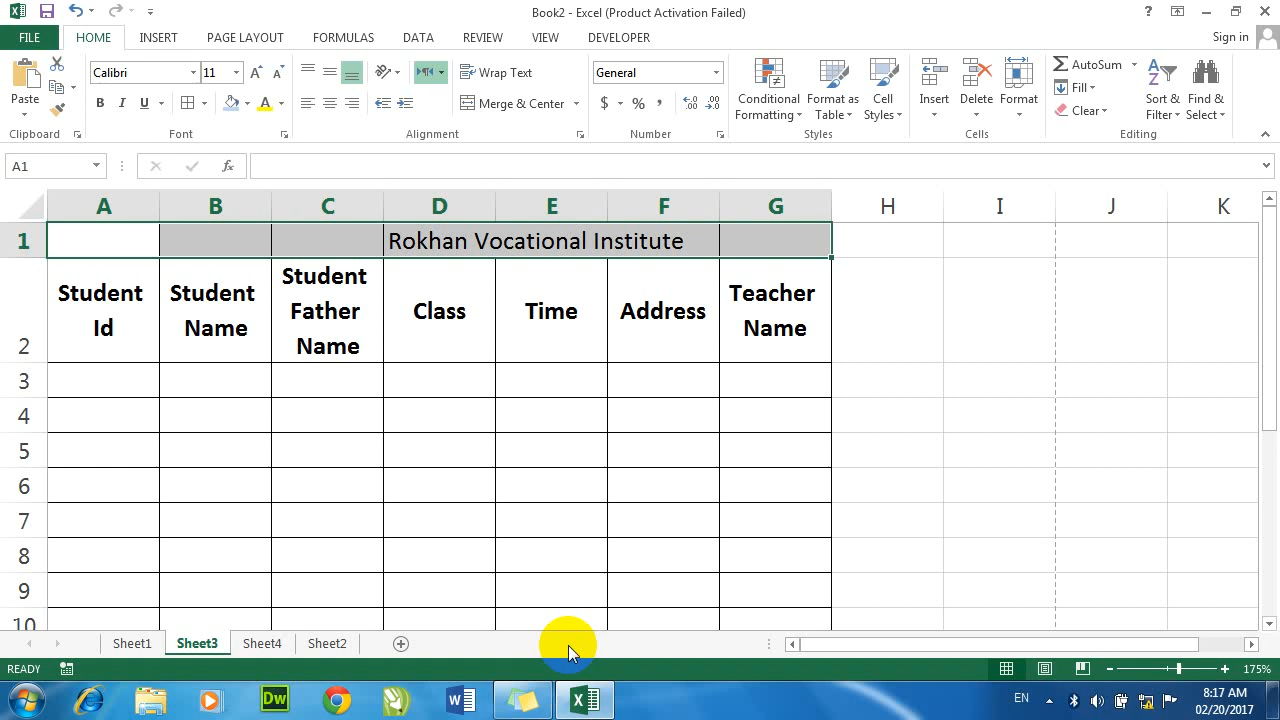 Book2 - Excel (Product Activation Failed)
FILE HOME INSERT PAGE LAYOUT FORMULAS DATA REVIEW VIEW DEVELOPER Sign in
Calibri 11 Wrap Text General AutoSum
Paste Conditional Formatting Format as Table Cell Styles Insert Delete Format Fill Sort & Filter Find & Select
B I U Merge & Center $ % , Clear
Clipboard Font Alignment Number Styles Cells Editing
A1 fx
A B C D E F G H I J K
1 Rokhan Vocational Institute
2 Student Id Student Name Student Father Name Class Time Address Teacher Name
3
4
5
6
7
8
9
10
Sheet1 Sheet3 Sheet4 Sheet2
READY 175%
Dw W EN 8:17 AM
02/20/2017